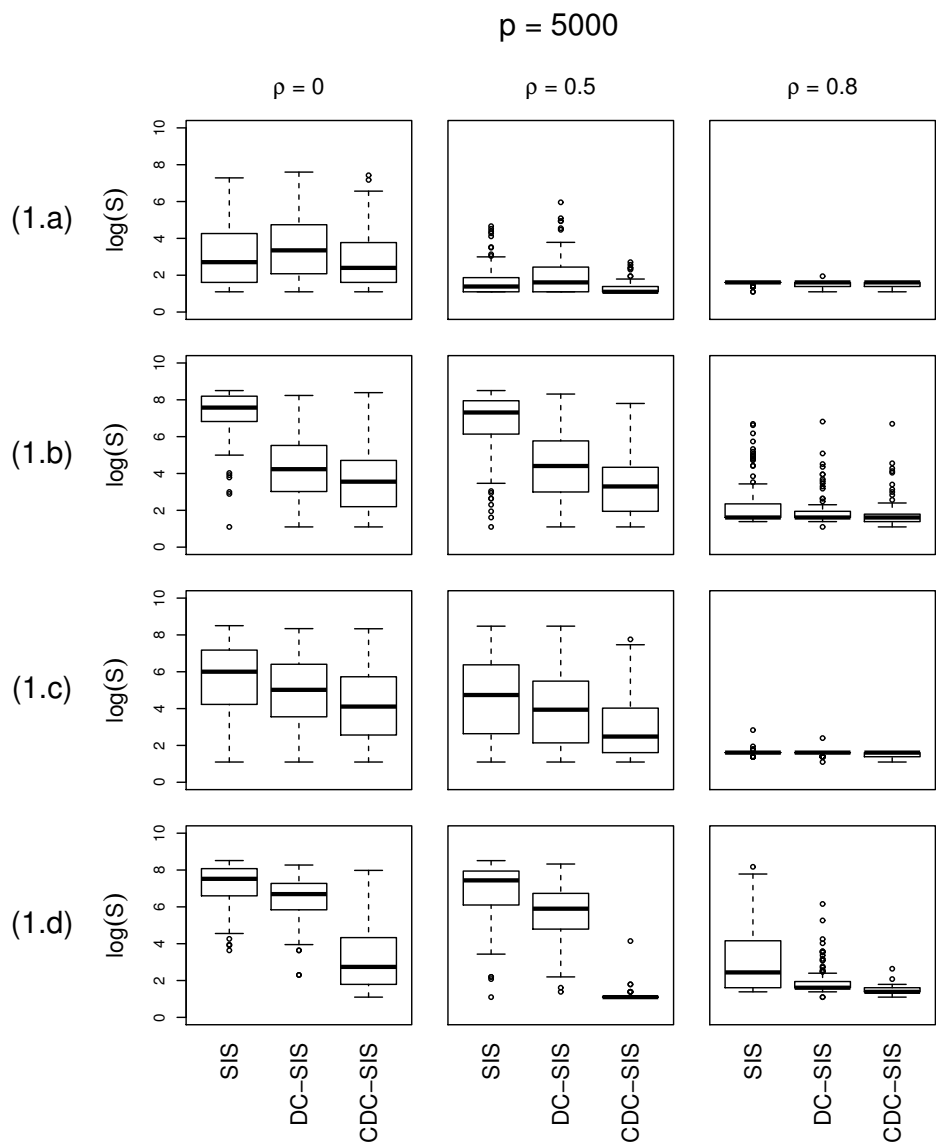 p = 5000
ρ = 0
ρ = 0.5
ρ = 0.8
(1.a)
log(S)
10
8
6
4
2
0
(1.b)
log(S)
10
8
6
4
2
0
(1.c)
log(S)
10
8
6
4
2
0
(1.d)
log(S)
10
8
6
4
2
0
SIS
DC−SIS
CDC−SIS
SIS
DC−SIS
CDC−SIS
SIS
DC−SIS
CDC−SIS